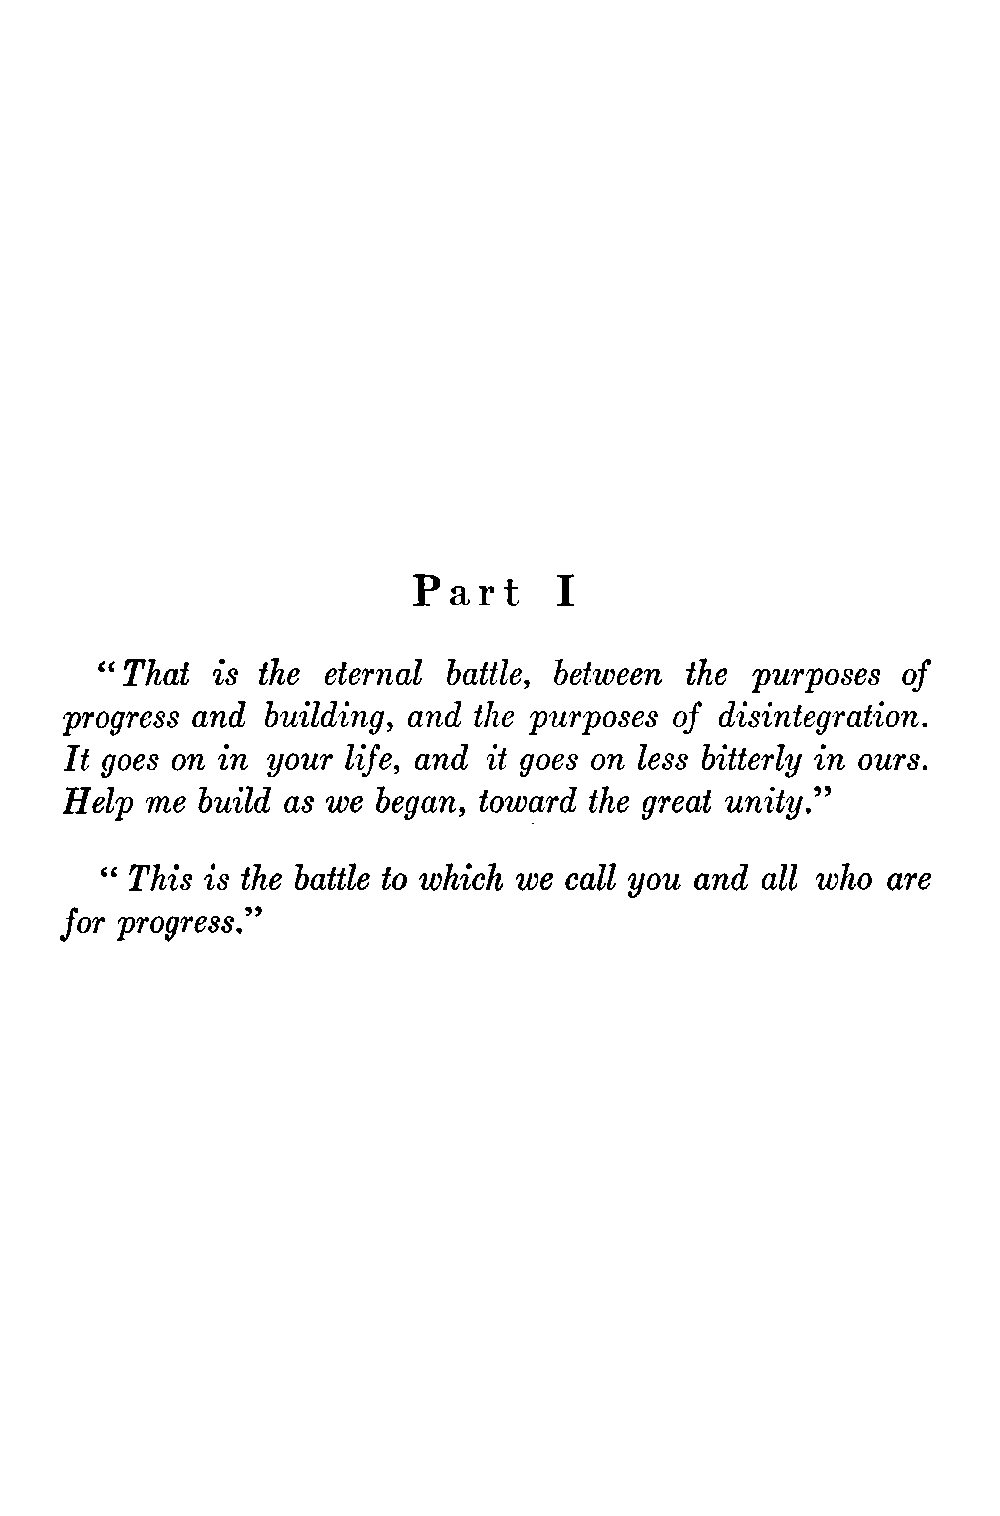 Part I
“That is the eternal battle, between the purposes of
progress and building, and the purposes of disintegration.
It goes on in your life, and it goes on less bitterly in ours.
Help me build as we began, toward the great unity.”
“This is the battle to which we call you and all who are
for progress.”